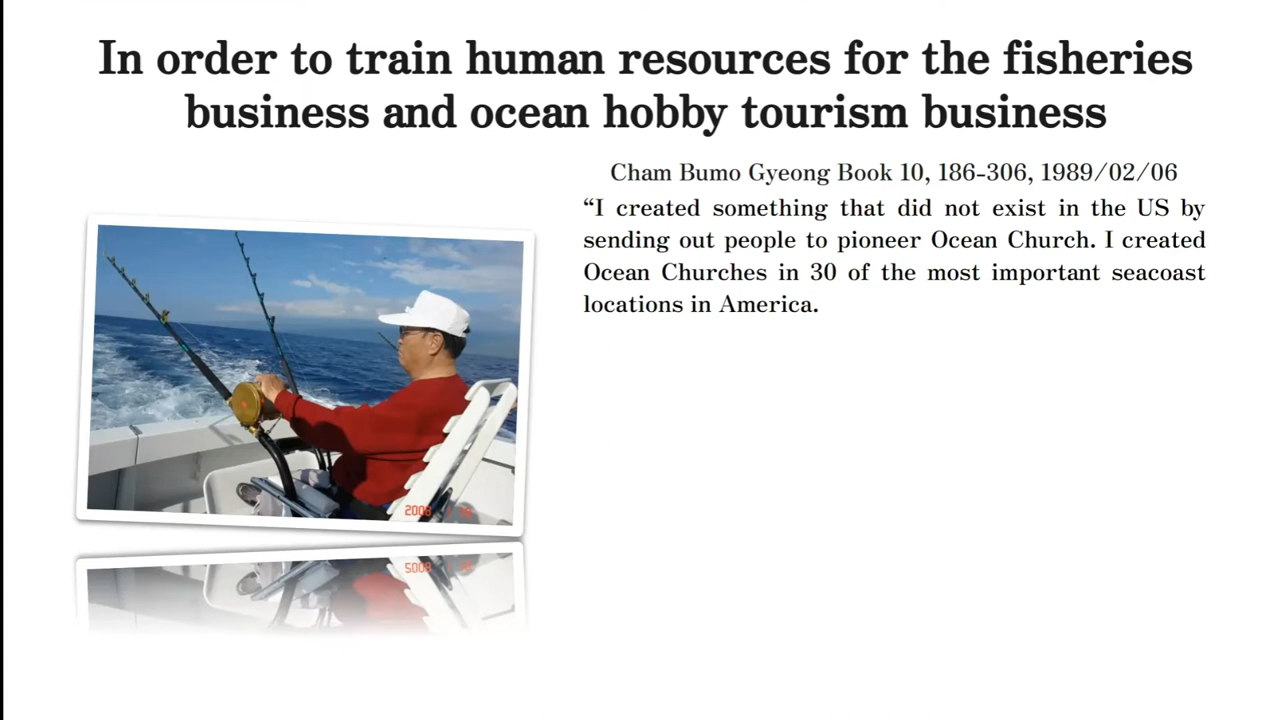 In order to train human resources for the fisheries
business and ocean hobby tourism business
Cham Bumo Gyeong Book 10, 186-306, 1989/02/06
“I created something that did not exist in the US by
sending out people to pioneer Ocean Church. I created
Ocean Churches in 30 of the most important seacoast
locations in America.
2008